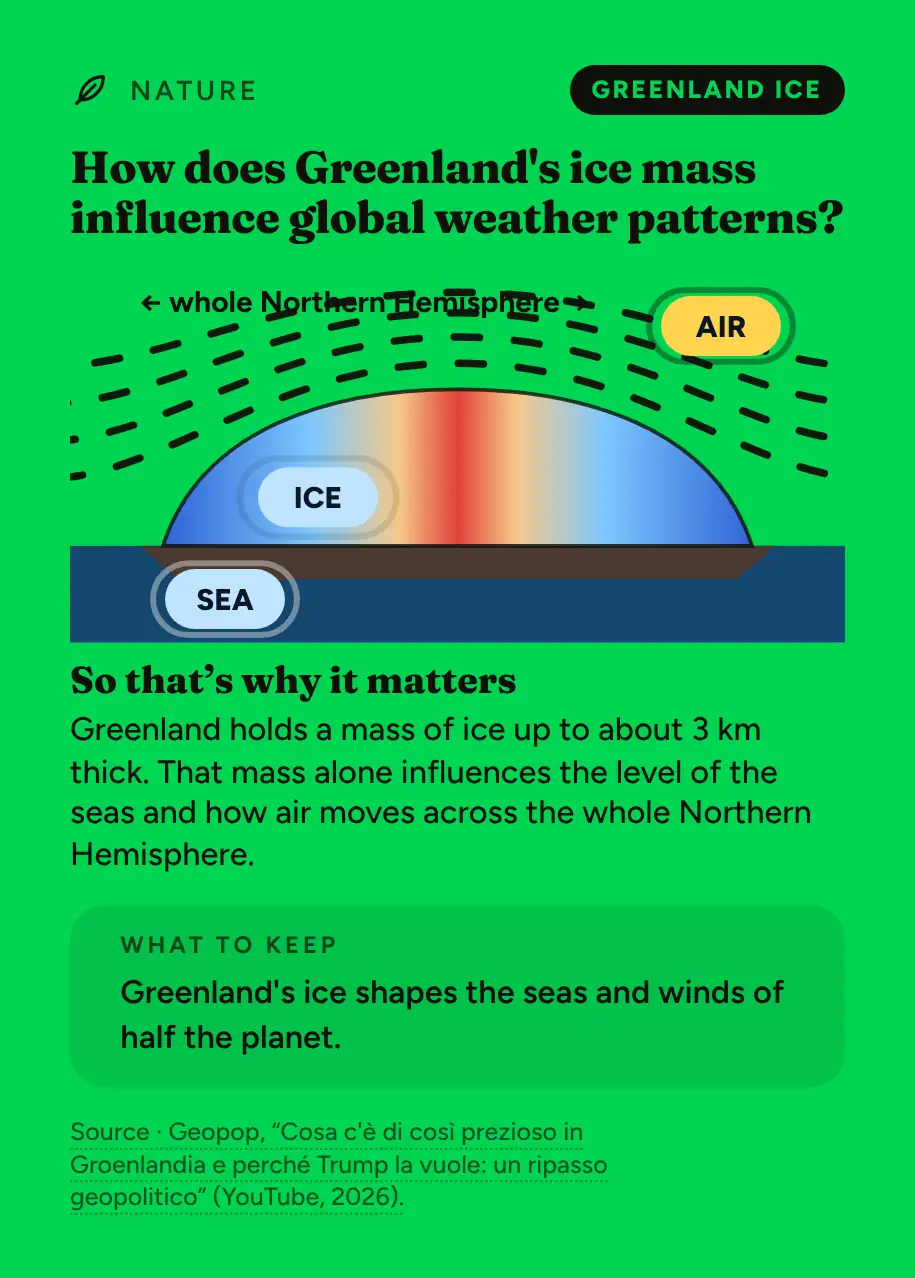 NATURE
GREENLAND ICE
How does Greenland's ice mass
influence global weather patterns?
← whole Northern Hemisphere →
AIR
ICE
SEA
So that’s why it matters
Greenland holds a mass of ice up to about 3 km
thick. That mass alone influences the level of the
seas and how air moves across the whole Northern
Hemisphere.
WHAT TO KEEP
Greenland's ice shapes the seas and winds of
half the planet.
Source · Geopop, “Cosa c'è di così prezioso in
Groenlandia e perché Trump la vuole: un ripasso
geopolitico” (YouTube, 2026).